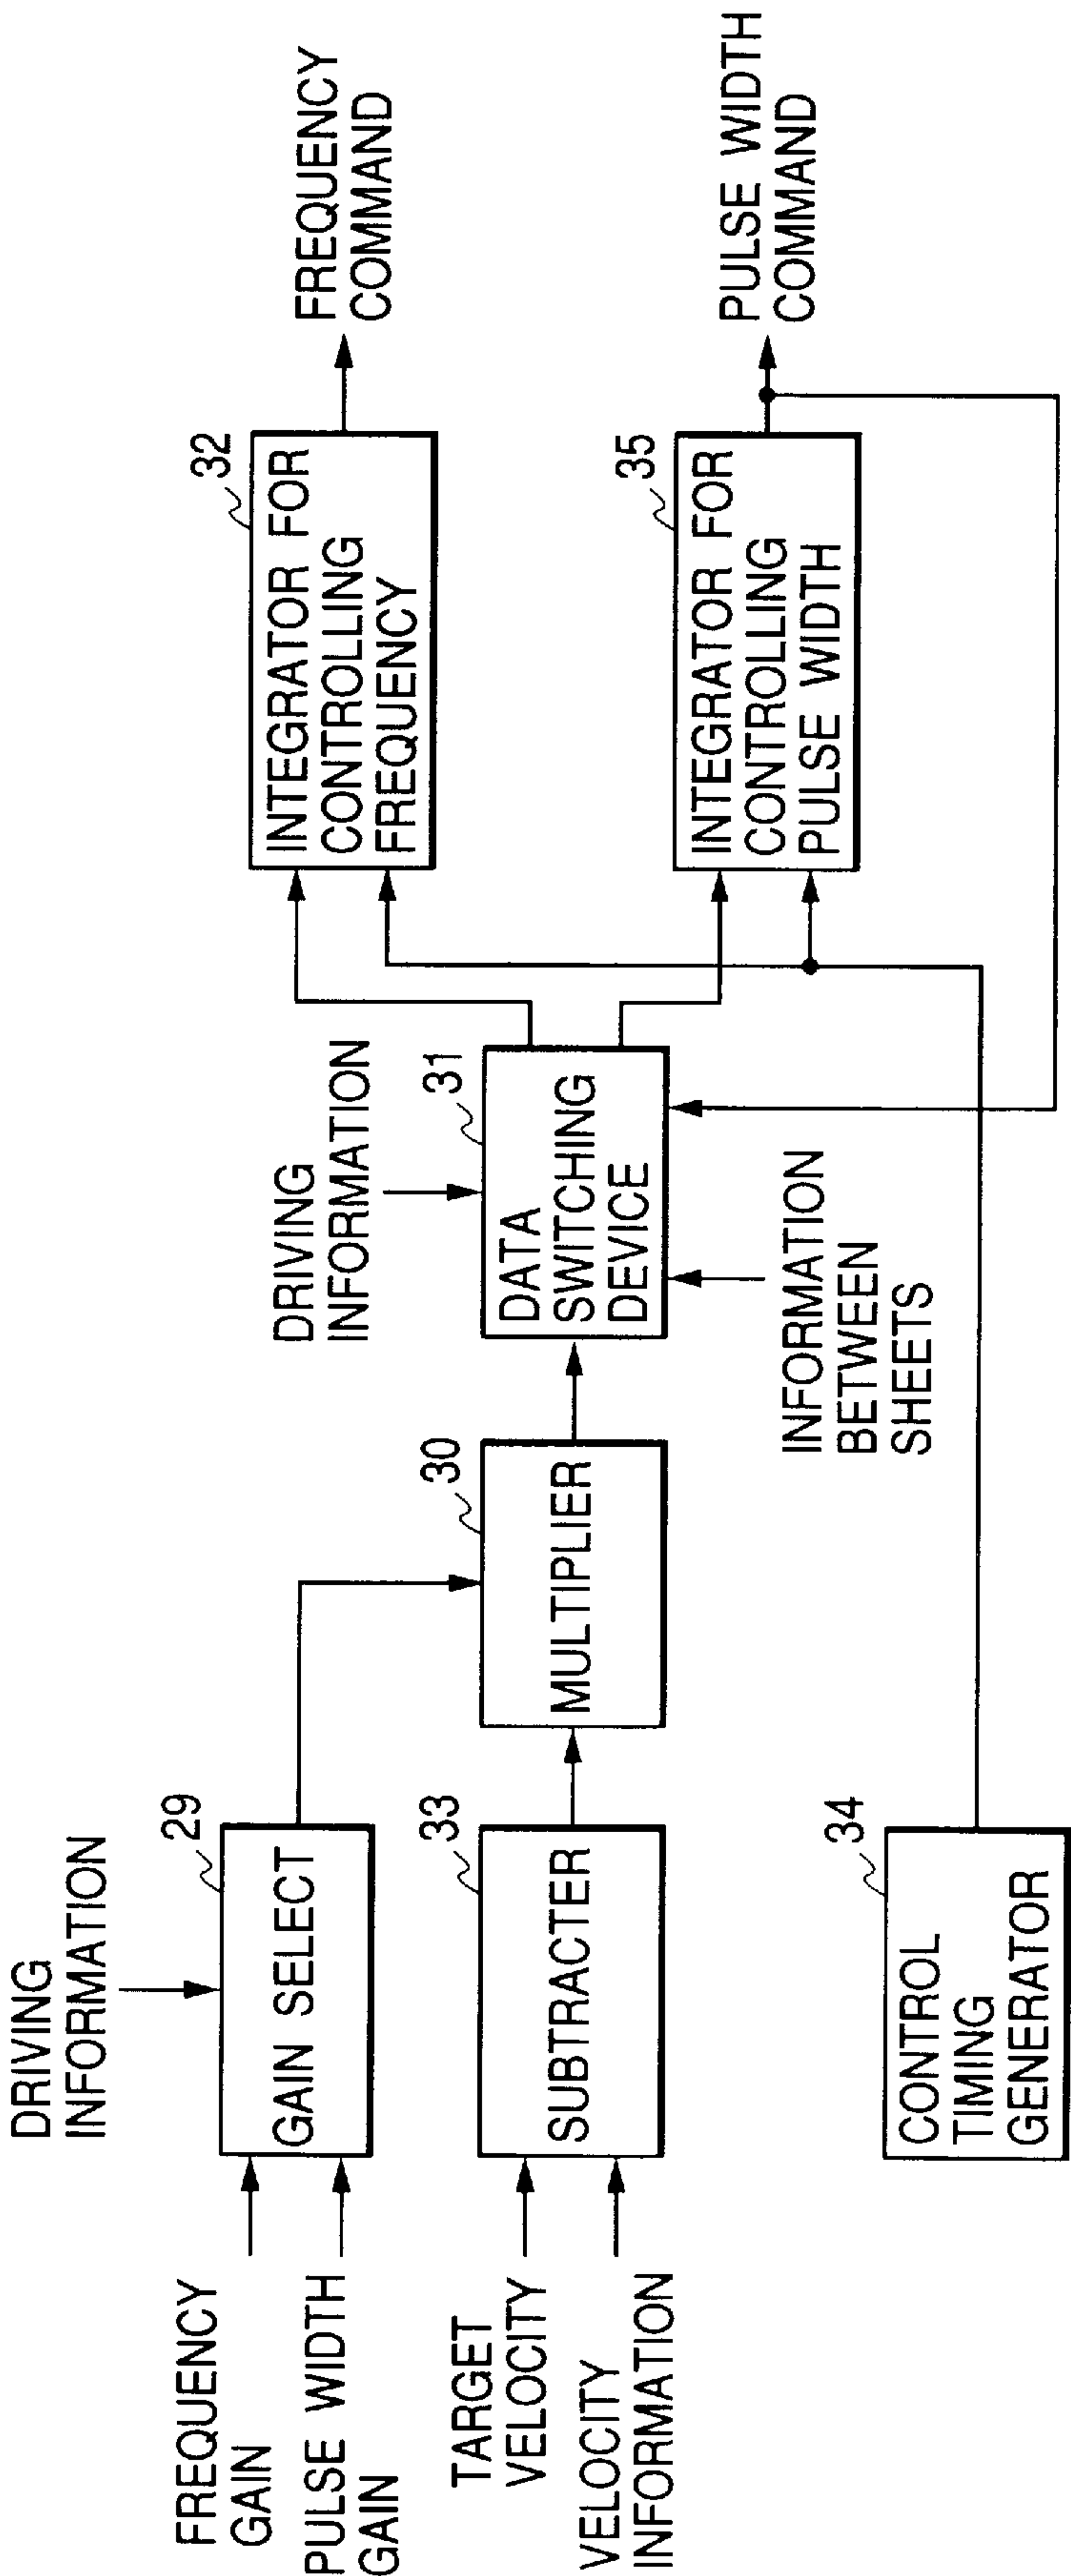 DRIVING
INFORMATION
FREQUENCY
GAIN
PULSE WIDTH
GAIN
29
GAIN SELECT
TARGET
VELOCITY
VELOCITY
INFORMATION
33
SUBTRACTER
30
MULTIPLIER
DRIVING
INFORMATION
31
DATA
SWITCHING
DEVICE
INFORMATION
BETWEEN
SHEETS
32
INTEGRATOR FOR
CONTROLLING
FREQUENCY
FREQUENCY
COMMAND
35
INTEGRATOR FOR
CONTROLLING
PULSE WIDTH
PULSE WIDTH
COMMAND
34
CONTROL
TIMING
GENERATOR